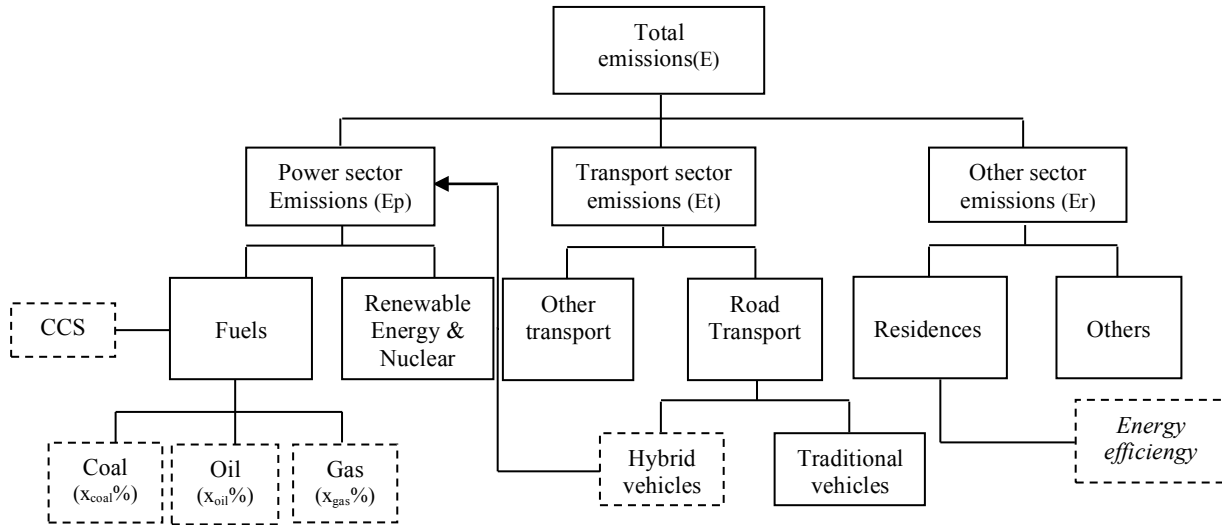 Total
emissions(E)
Power sector
Emissions (Ep)
Transport sector
emissions (Et)
Other sector
emissions (Er)
CCS
Fuels
Renewable
Energy &
Nuclear
Other
transport
Road
Transport
Residences
Others
Coal
(xcoal%)
Oil
(xoil%)
Gas
(xgas%)
Hybrid
vehicles
Traditional
vehicles
Energy
efficiengy